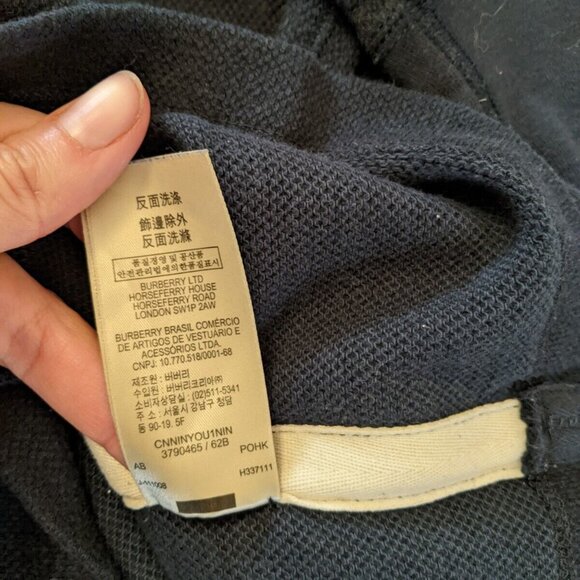 反面洗涤
飾邊除外
反面洗滌
품질경영 및 공산품
안전관리법에의한품질표시
BURBERRY LTD
HORSEFERRY HOUSE
HORSEFERRY ROAD
LONDON SW1P 2AW
BURBERRY BRASIL COMÉRCIO
DE ARTIGOS DE VESTUÁRIO E
ACESSÓRIOS LTDA.
CNPJ: 10.770.518/0001-68
제조원 : 버버리
수입원 : 버버리코리아㈜
소비자상담실 : (02)511-5341
주 소 : 서울시 강남구 청담
동 90-19. 5F
CNNINYOU1NIN
3790465 / 62B
AB
POHK
H337111